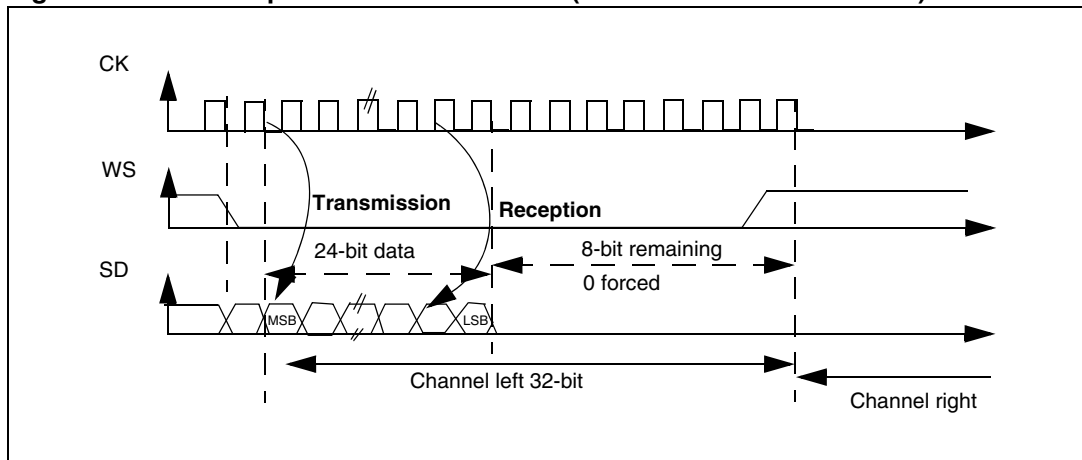 CK
WS
Transmission
Reception
24-bit data
8-bit remaining
0 forced
SD
MSB
LSB
Channel left 32-bit
Channel right